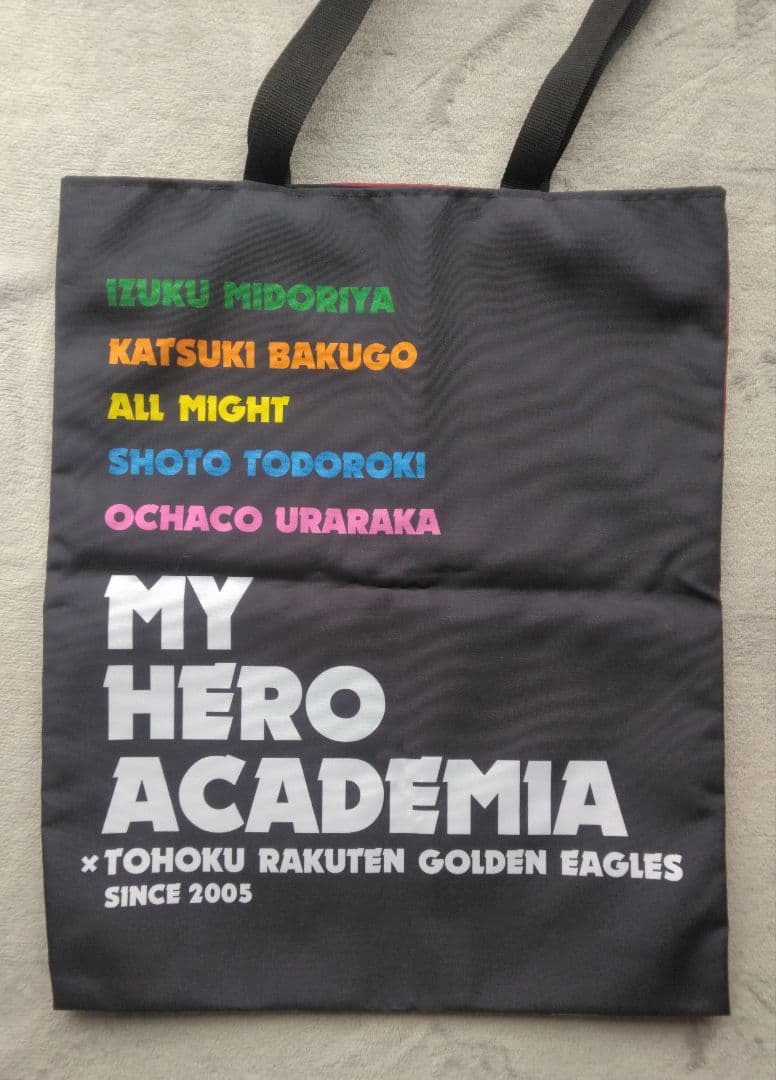 IZUKU MIDORIYA
KATSUKI BAKUGO
ALL MIGHT
SHOTO TODOROKI
OCHACO URARAKA
MY
HERO
ACADEMIA
×TOHOKU RAKUTEN GOLDEN EAGLES
SINCE 2005